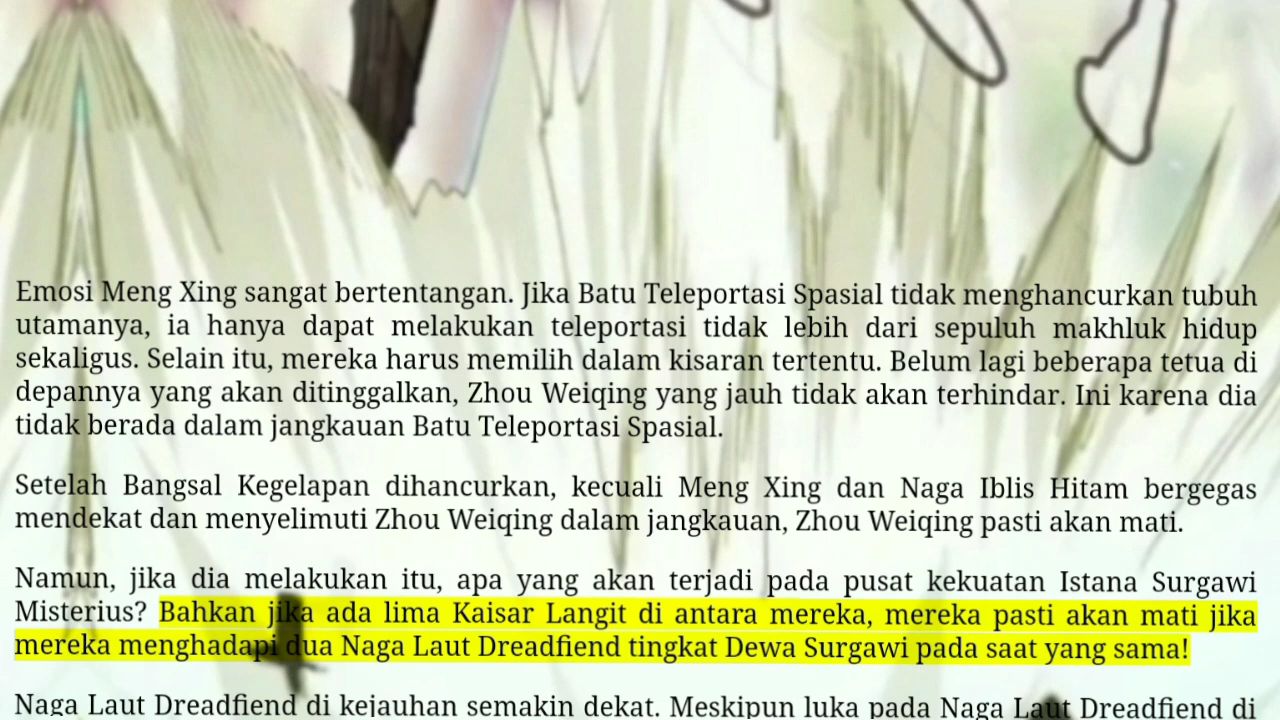 Emosi Meng Xing sangat bertentangan. Jika Batu Teleportasi Spasial tidak menghancurkan tubuh
utamanya, ia hanya dapat melakukan teleportasi tidak lebih dari sepuluh makhluk hidup
sekaligus. Selain itu, mereka harus memilih dalam kisaran tertentu. Belum lagi beberapa tetua di
depannya yang akan ditinggalkan, Zhou Weiqing yang jauh tidak akan terhindar. Ini karena dia
tidak berada dalam jangkauan Batu Teleportasi Spasial.
Setelah Bangsal Kegelapan dihancurkan, kecuali Meng Xing dan Naga Iblis Hitam bergegas
mendekat dan menyelimuti Zhou Weiqing dalam jangkauan, Zhou Weiqing pasti akan mati.
Namun, jika dia melakukan itu, apa yang akan terjadi pada pusat kekuatan Istana Surgawi
Misterius? Bahkan jika ada lima Kaisar Langit di antara mereka, mereka pasti akan mati jika
mereka menghadapi dua Naga Laut Dreadfiend tingkat Dewa Surgawi pada saat yang sama!
Naga Laut Dreadfiend di kejauhan semakin dekat. Meskipun luka pada Naga Laut Dreadfiend di